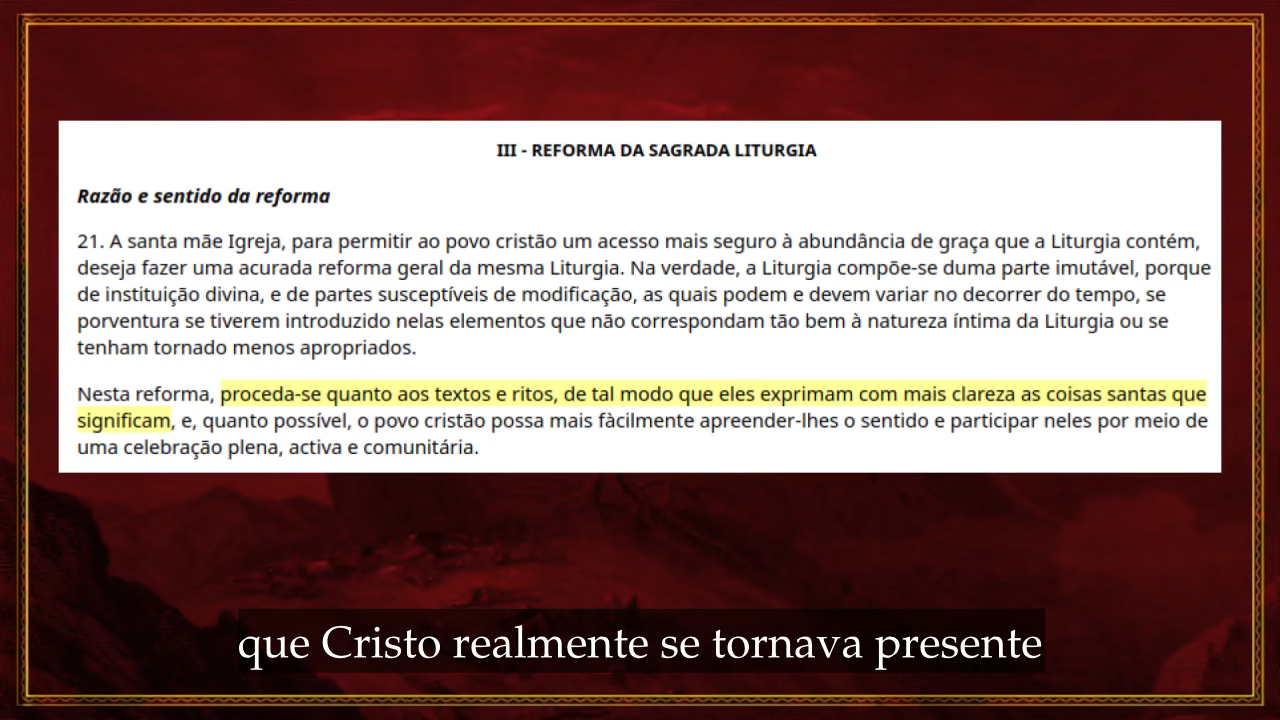 III - REFORMA DA SAGRADA LITURGIA
Razão e sentido da reforma
21. A santa mãe Igreja, para permitir ao povo cristão um acesso mais seguro à abundância de graça que a Liturgia contém,
deseja fazer uma acurada reforma geral da mesma Liturgia. Na verdade, a Liturgia compõe-se duma parte imutável, porque
de instituição divina, e de partes susceptíveis de modificação, as quais podem e devem variar no decorrer do tempo, se
porventura se tiverem introduzido nelas elementos que não correspondam tão bem à natureza íntima da Liturgia ou se
tenham tornado menos apropriados.
Nesta reforma, proceda-se quanto aos textos e ritos, de tal modo que eles exprimam com mais clareza as coisas santas que
significam, e, quanto possível, o povo cristão possa mais fàcilmente apreender-lhes o sentido e participar neles por meio de
uma celebração plena, activa e comunitária.
que Cristo realmente se tornava presente